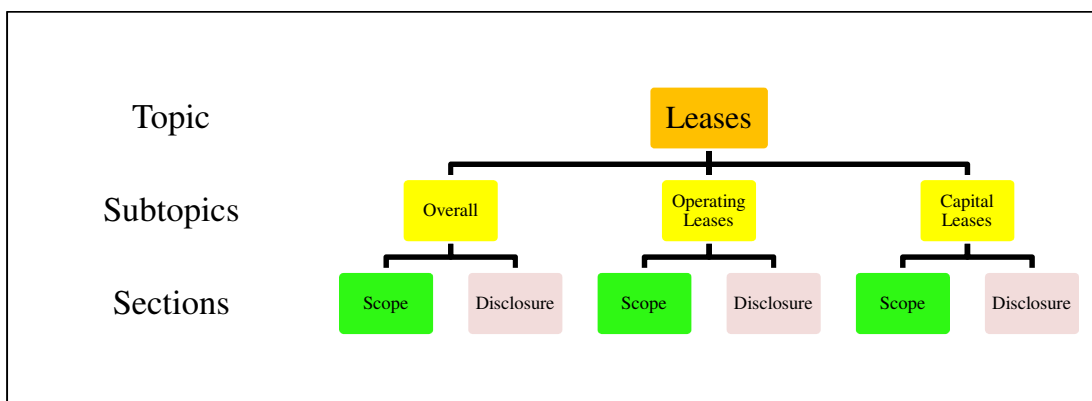 Topic
Leases
Subtopics
Overall
Operating
Leases
Capital
Leases
Sections
Scope
Disclosure
Scope
Disclosure
Scope
Disclosure